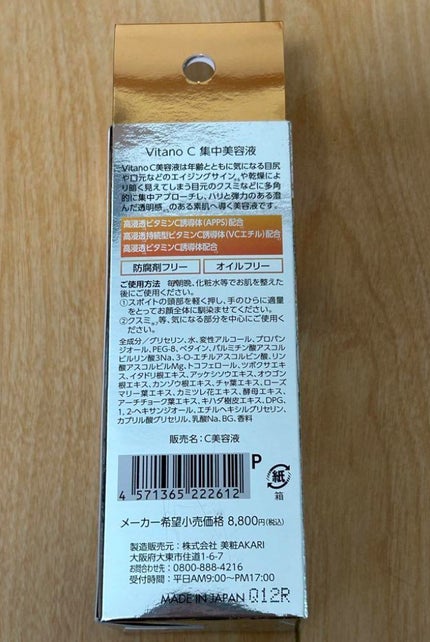 Vitano C 集中美容液
Vitano C美容液は年齢とともに気になる目尻
や口元などのエイジングサインや乾燥によ
り暗く見えてしまう目元のクスミなどに多角
的に集中アプローチし、ハリと弾力のある澄
んだ透明感のある素肌へ導く美容液です。
高浸透ビタミンC誘導体(APPS)配合
高浸透持続型ビタミンC誘導体(VCエチル)配合
高浸透ビタミンC誘導体配合
防腐剤フリー オイルフリー
ご使用方法 毎朝晩、化粧水等でお肌を整えた
後にご使用ください。
①スポイトの頭部を軽く押し、手のひらに適量
をとってお顔全体に馴染ませてください。
②クスミ等、気になる部分を中心にご使用く
ださい。
全成分/グリセリン、水、変性アルコール、プロパン
ジオール、PEG-8、ベタイン、パルミチン酸アスコル
ビルリン酸3Na、3-O-エチルアスコルビン酸、リン
酸アスコルビルMg、トコフェロール、ツボクサエキ
ス、イタドリ根エキス、アッケシソウエキス、オウゴン
根エキス、カンゾウ根エキス、チャ葉エキス、ローズ
マリー葉エキス、カミツレ花エキス、酵母エキス、
アーチチョーク葉エキス、キハダ樹皮エキス、DPG、
1,2-ヘキサンジオール、エチルヘキシルグリセリン、
カプリル酸グリセリル、乳酸Na、BG、香料
販売名：C美容液
P
紙
箱
4 571365 222612
メーカー希望小売価格 8,800円(税込)
製造販売元：株式会社 美粧AKARI
大阪府大東市住道1-6-7
お問合わせ先：0800-888-4216
受付時間：平日AM9:00〜PM17:00
MADE IN JAPAN Q12R